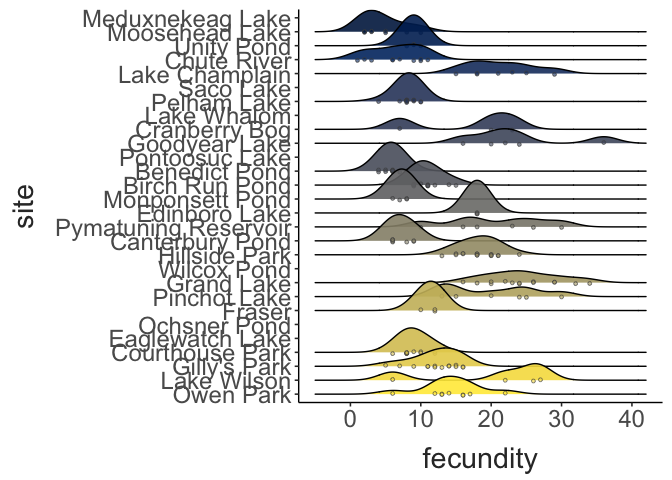 Meduxnekeag Lake
Moosehead Lake
Unity Pond
Chute River
Lake Champlain
Saco Lake
Pelham Lake
Lake Whalom
Cranberry Bog
Goodyear Lake
Pontoosuc Lake
Benedict Pond
Birch Run Pond
Monponsett Pond
Edinboro Lake
Pymatuning Reservoir
Canterbury Pond
Hillside Park
Wilcox Pond
Grand Lake
Pinchot Lake
Fraser
Ochsner Pond
Eaglewatch Lake
Courthouse Park
Gilly's Park
Lake Wilson
Owen Park
site
0 10 20 30 40
fecundity